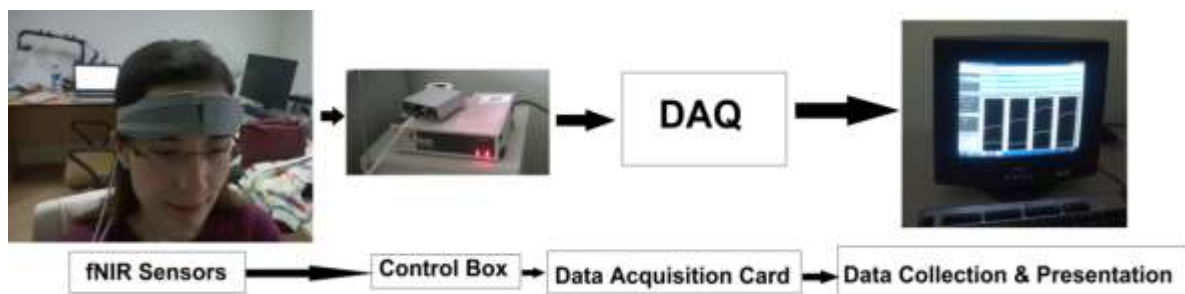 DAQ
fNIR Sensors
Control Box
Data Acquisition Card
Data Collection & Presentation